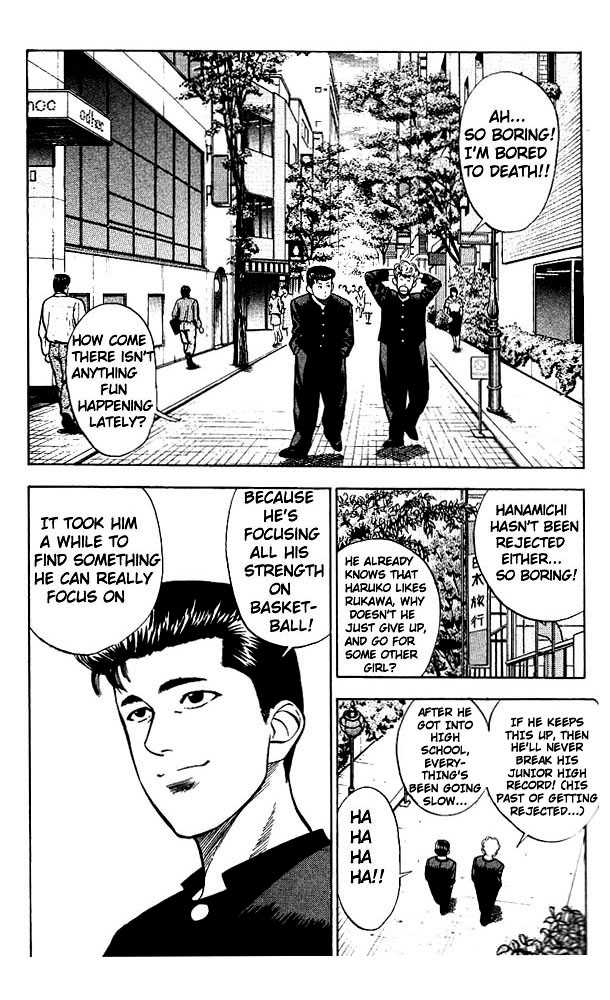 AH...
SO BORING!
I'M BORED
TO DEATH!!
hoc
adhoc
HOW COME
THERE ISN'T
ANYTHING
FUN
HAPPENING
LATELY?
HANAMICHI
HASN'T BEEN
REJECTED
EITHER...
SO BORING!
HE ALREADY
KNOWS THAT
HARUKO LIKES
RUKAWA, WHY
DOESN'T HE
JUST GIVE UP,
AND GO FOR
SOME OTHER
GIRL?
水旅行
IF HE KEEPS
THIS UP, THEN
HE'LL NEVER
BREAK HIS
JUNIOR HIGH
RECORD! (HIS
PAST OF GETTING
REJECTED...)
AFTER HE
GOT INTO
HIGH
SCHOOL,
EVERY-
THING'S
BEEN GOING
SLOW...
HA
HA
HA
HA!!
BECAUSE
HE'S
FOCUSING
ALL HIS
STRENGTH
ON
BASKET-
BALL!
IT TOOK HIM
A WHILE TO
FIND SOMETHING
HE CAN REALLY
FOCUS ON